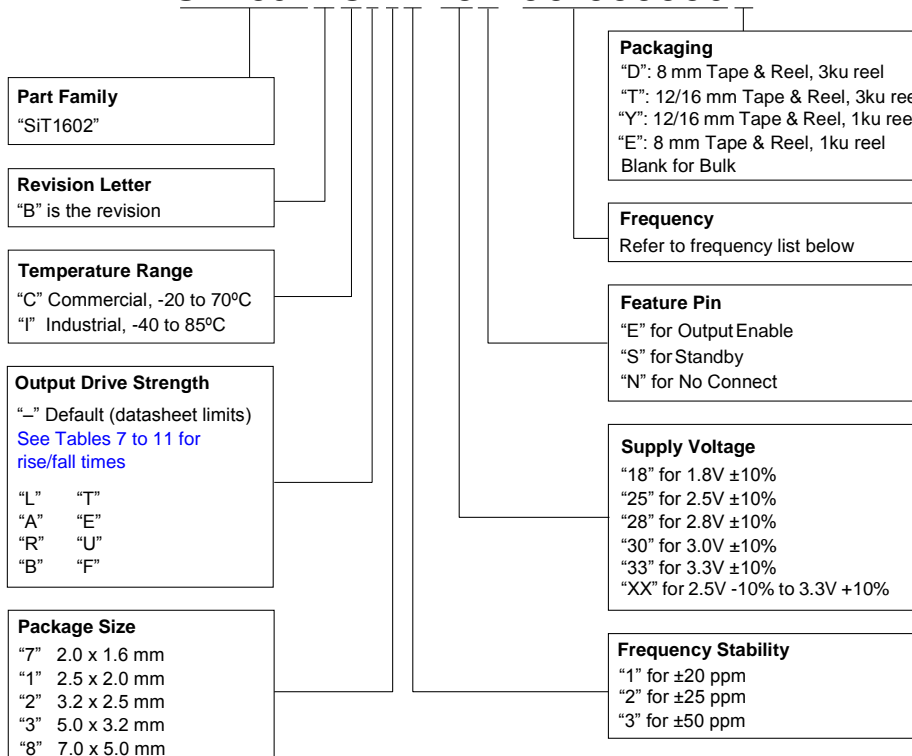 Part Family
“SiT1602”
Revision Letter
“B” is the revision
Temperature Range
“C” Commercial, -20 to 70ºC
“I” Industrial, -40 to 85ºC
Output Drive Strength
“–” Default (datasheet limits)
See Tables 7 to 11 for
rise/fall times
“L” “T”
“A” “E”
“R” “U”
“B” “F”
Package Size
“7” 2.0 x 1.6 mm
“1” 2.5 x 2.0 mm
“2” 3.2 x 2.5 mm
“3” 5.0 x 3.2 mm
“8” 7.0 x 5.0 mm
Packaging
“D”: 8 mm Tape & Reel, 3ku reel
“T”: 12/16 mm Tape & Reel, 3ku ree
“Y”: 12/16 mm Tape & Reel, 1ku ree
“E”: 8 mm Tape & Reel, 1ku reel
Blank for Bulk
Frequency
Refer to frequency list below
Feature Pin
“E” for Output Enable
“S” for Standby
“N” for No Connect
Supply Voltage
“18” for 1.8V ±10%
“25” for 2.5V ±10%
“28” for 2.8V ±10%
“30” for 3.0V ±10%
“33” for 3.3V ±10%
“XX” for 2.5V -10% to 3.3V +10%
Frequency Stability
“1” for ±20 ppm
“2” for ±25 ppm
“3” for ±50 ppm